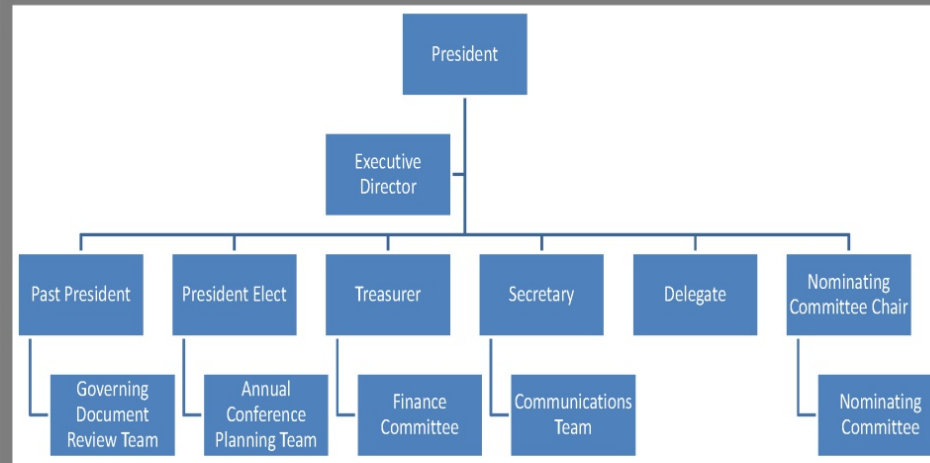 President
Executive
Director
Past President
President Elect
Treasurer
Secretary
Delegate
Nominating
Committee Chair
Governing
Document
Review Team
Annual
Conference
Planning Team
Finance
Committee
Communications
Team
Nominating
Committee